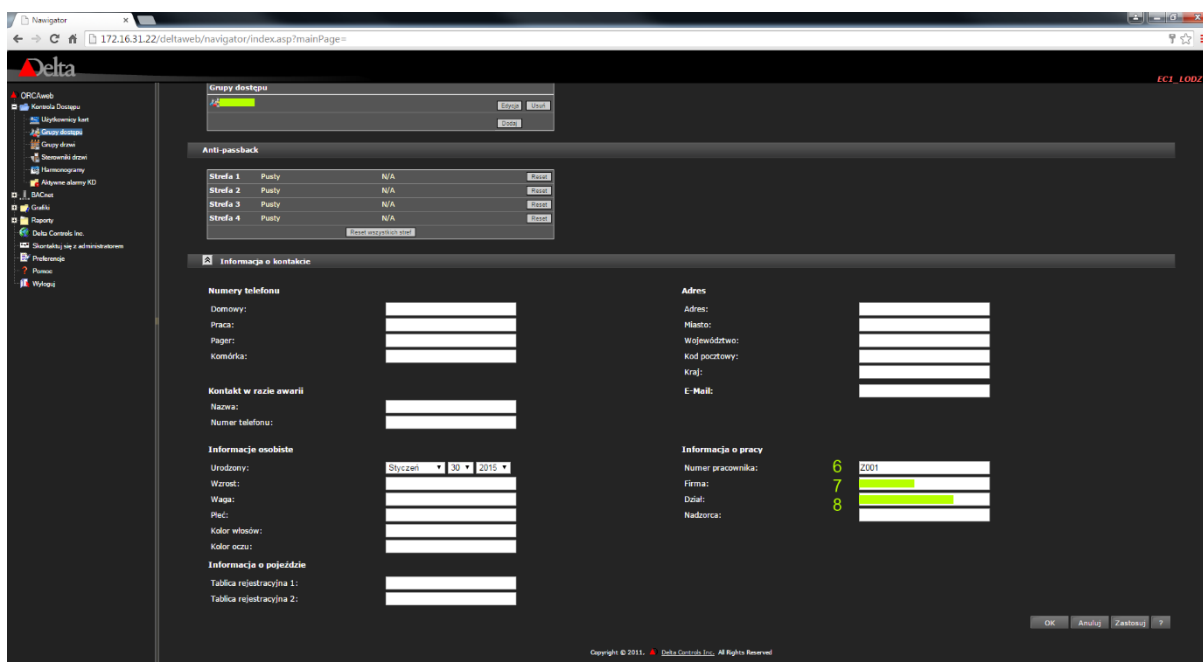 Nawigator
172.16.31.22/deltaweb/navigator/index.asp?mainPage=
Delta
EC1_LODZ
ORCAweb
Kontrola Dostępu
Użytkownicy kart
Grupy dostępu
Grupy drzwi
Sterowniki drzwi
Harmonogramy
Aktywne alarmy KD
BACnet
Grafiki
Raporty
Delta Controls Inc.
Skontaktuj się z administratorem
Preferencje
Pomoc
Wyloguj
Grupy dostępu
Edycja Usuń
Dodaj
Anti-passback
Strefa 1 Pusty N/A Reset
Strefa 2 Pusty N/A Reset
Strefa 3 Pusty N/A Reset
Strefa 4 Pusty N/A Reset
Reset wszystkich stref
Informacja o kontakcie
Numery telefonu
Domowy:
Praca:
Pager:
Komórka:
Kontakt w razie awarii
Nazwa:
Numer telefonu:
Informacje osobiste
Urodzony: Styczeń 30 2015
Wzrost:
Waga:
Płeć:
Kolor włosów:
Kolor oczu:
Informacja o pojeździe
Tablica rejestracyjna 1:
Tablica rejestracyjna 2:
Adres
Adres:
Miasto:
Województwo:
Kod pocztowy:
Kraj:
E-Mail:
Informacja o pracy
Numer pracownika: 6 Z001
Firma: 7
Dział: 8
Nadzorca:
OK Anuluj Zastosuj ?
Copyright © 2011. Delta Controls Inc. All Rights Reserved